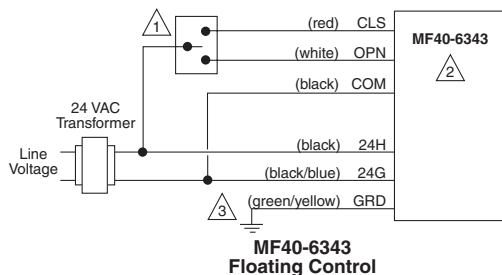 1
(red) CLS
MF40-6343
(white) OPN
2
(black) COM
24 VAC
Transformer
Line
Voltage
(black) 24H
(black/blue) 24G
3
(green/yellow) GRD
MF40-6343
Floating Control